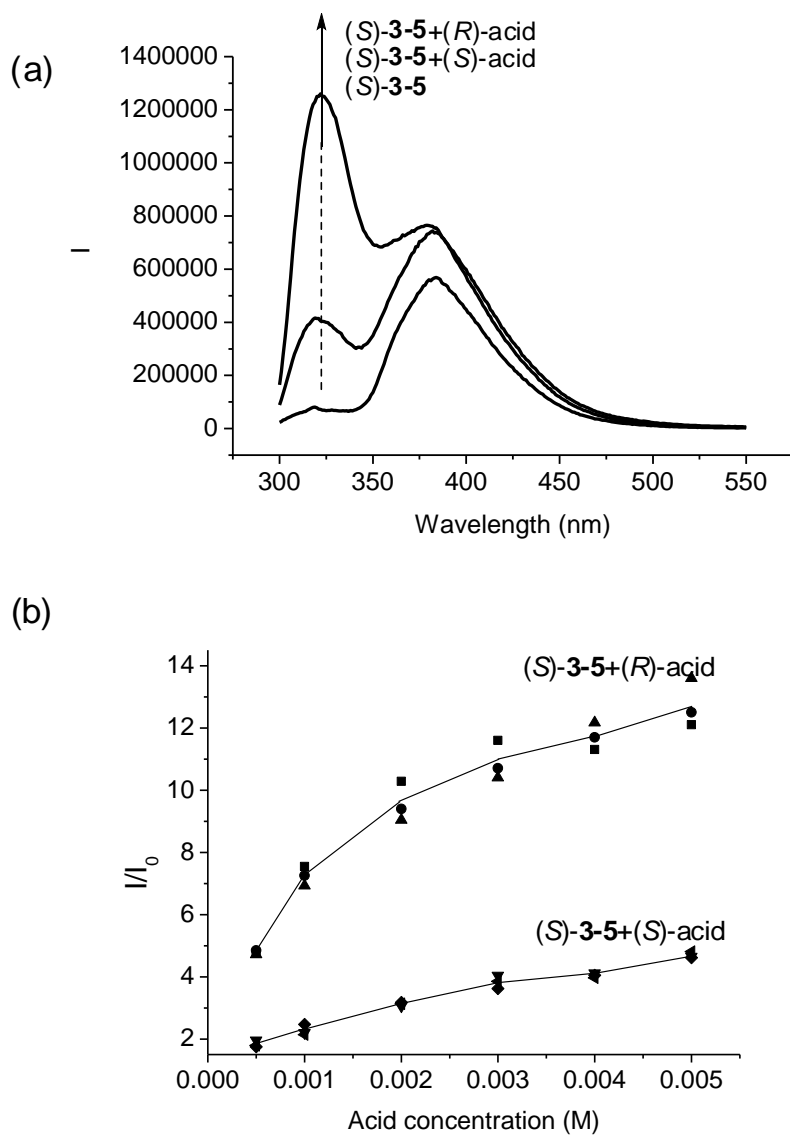 (a)
(S)-3-5+(R)-acid
(S)-3-5+(S)-acid
(S)-3-5
1400000
1200000
1000000
800000
600000
400000
200000
0
I
300 350 400 450 500 550
Wavelength (nm)
(b)
14
12
10
8
6
4
2
I/I0
(S)-3-5+(R)-acid
(S)-3-5+(S)-acid
0.000 0.001 0.002 0.003 0.004 0.005
Acid concentration (M)